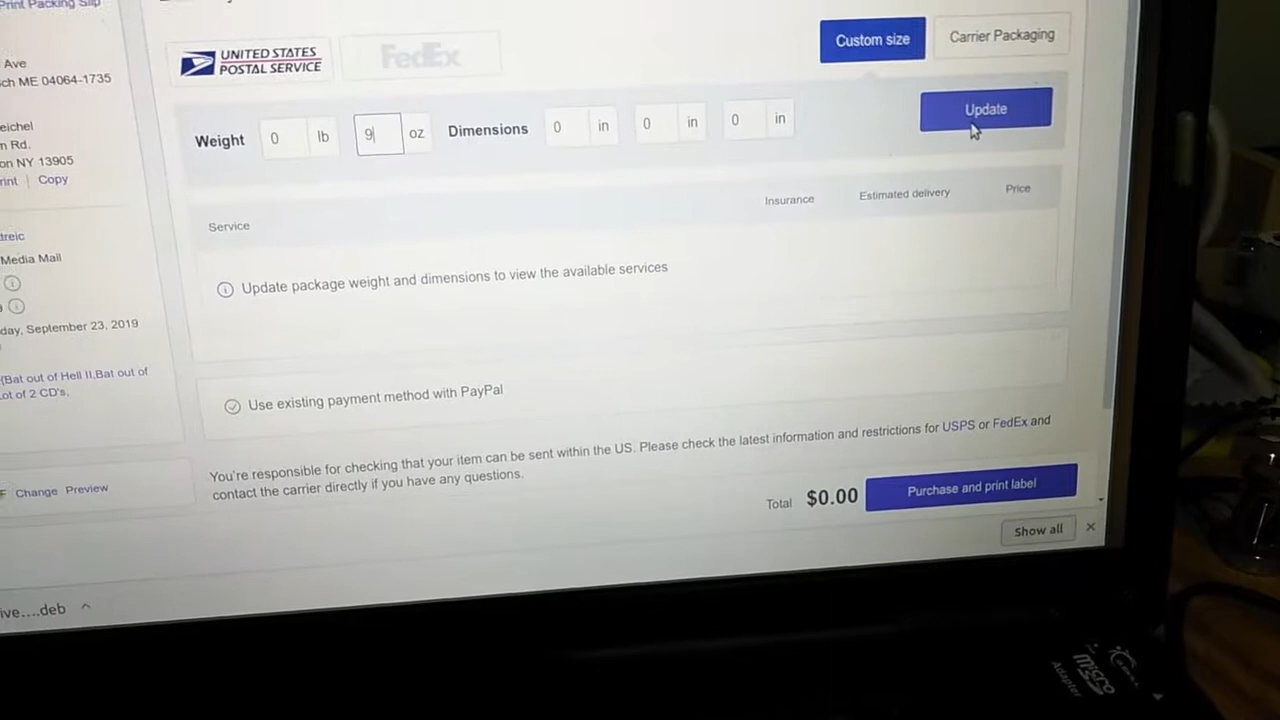 Print Packing Slip
Ave
ch ME 04064-1735
eichel
Rd.
on NY 13905
rint | Copy
dreic
Media Mail
day, September 23, 2019
(Bat out of Hell II,Bat out of
ot of 2 CD's,
Change Preview
ive....deb
UNITED STATES
POSTAL SERVICE
FedEx
Custom size
Carrier Packaging
Weight 0 lb 9 oz Dimensions 0 in 0 in 0 in
Update
Service Insurance Estimated delivery Price
Update package weight and dimensions to view the available services
Use existing payment method with PayPal
You're responsible for checking that your item can be sent within the US. Please check the latest information and restrictions for USPS or FedEx and
contact the carrier directly if you have any questions.
Total $0.00 Purchase and print label
Show all
micro
Adapter